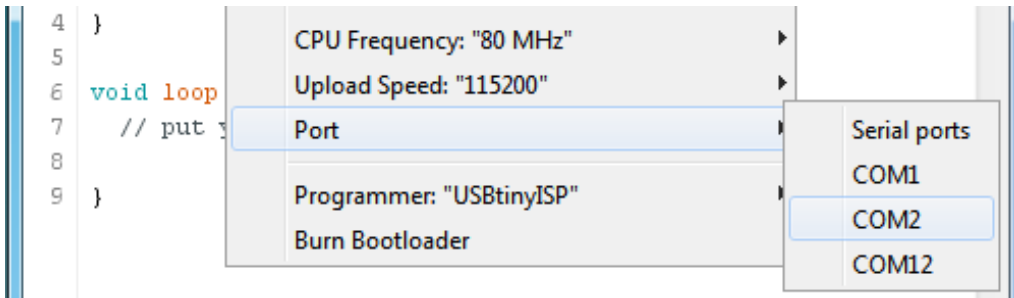 4 }
5
6 void loop
7 // put
8
9 }
CPU Frequency: "80 MHz"
Upload Speed: "115200"
Port
Programmer: "USBtinyISP"
Burn Bootloader
Serial ports
COM1
COM2
COM12